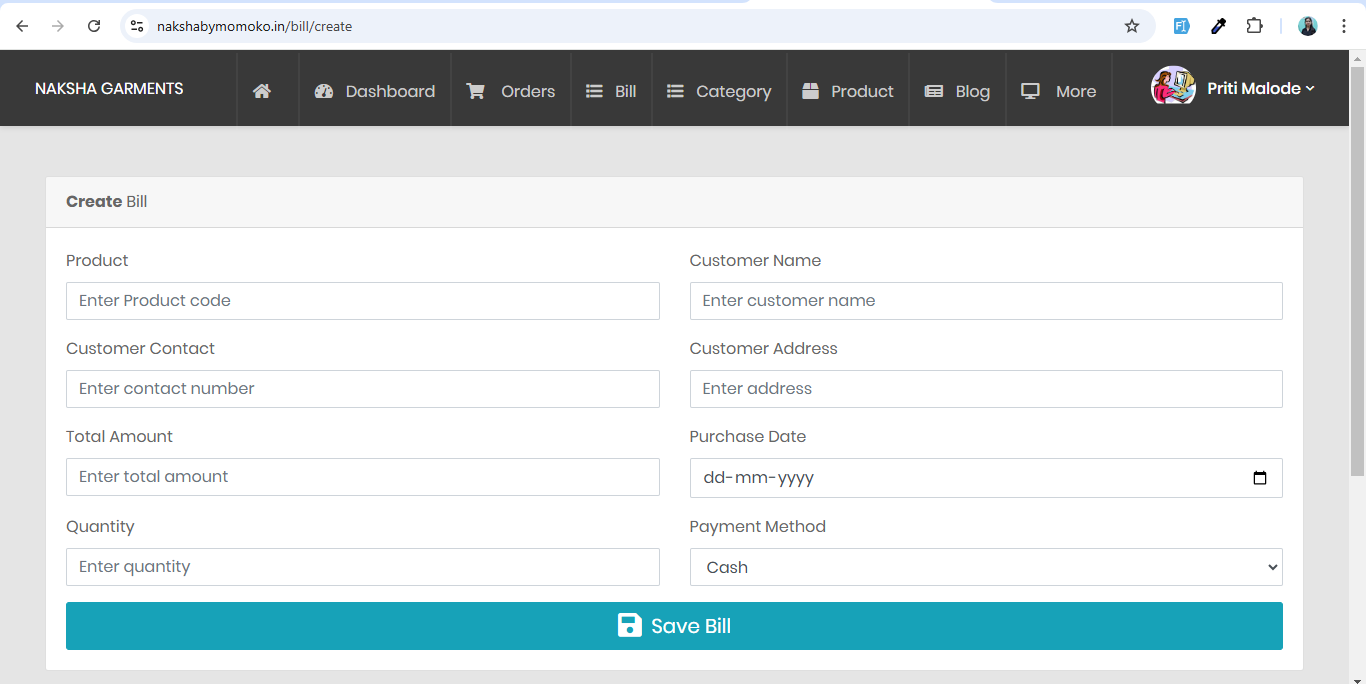 nakshabymomoko.in/bill/create
NAKSHA GARMENTS Dashboard Orders Bill Category Product Blog More Priti Malode
Create Bill
Product Customer Name
Enter Product code Enter customer name
Customer Contact Customer Address
Enter contact number Enter address
Total Amount Purchase Date
Enter total amount dd-mm-yyyy
Quantity Payment Method
Enter quantity Cash
Save Bill